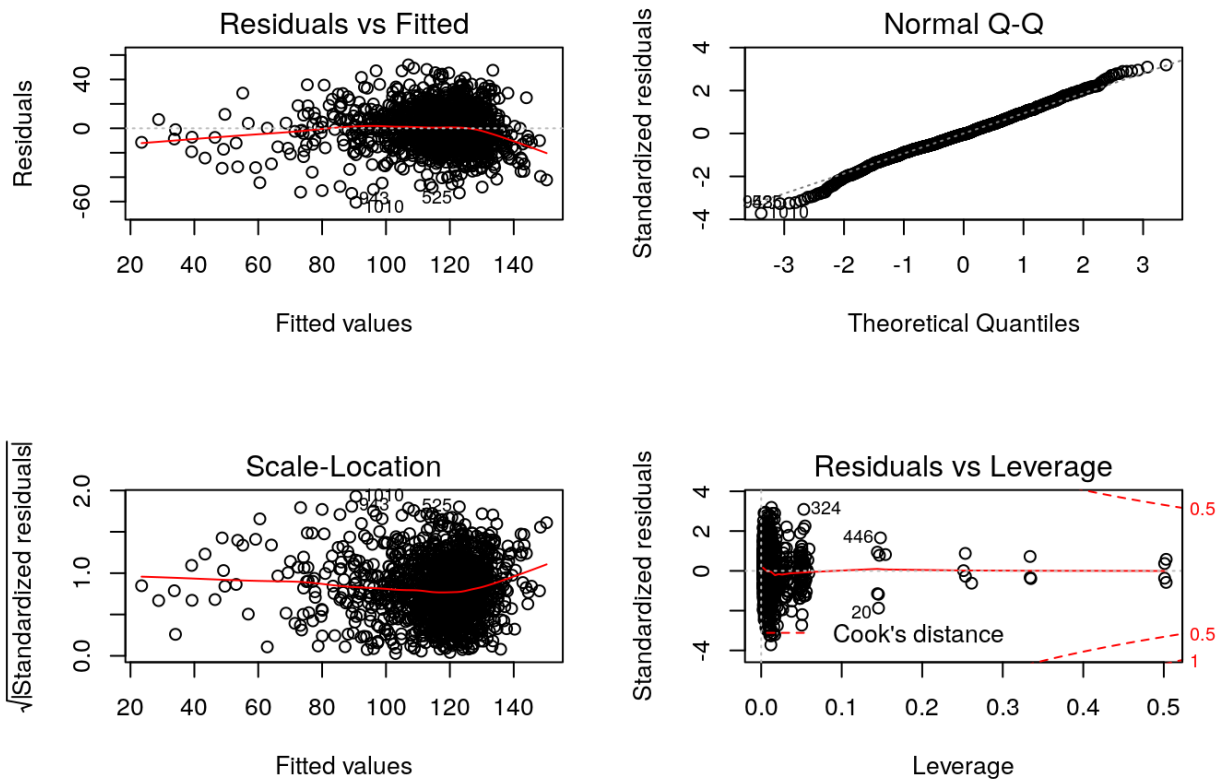 Residuals vs Fitted
Residuals
40
0
-60
943
1010
525
20 40 60 80 100 120 140
Fitted values
Normal Q-Q
Standardized residuals
4
2
0
-2
-4
1010
-3 -2 -1 0 1 2 3
Theoretical Quantiles
Scale-Location
√|Standardized residuals|
2.0
1.0
0.0
1010
943
525
20 40 60 80 100 120 140
Fitted values
Residuals vs Leverage
Standardized residuals
4
2
0
-2
-4
324
446
20
Cook's distance
0.5
0.5
1
0.0 0.1 0.2 0.3 0.4 0.5
Leverage